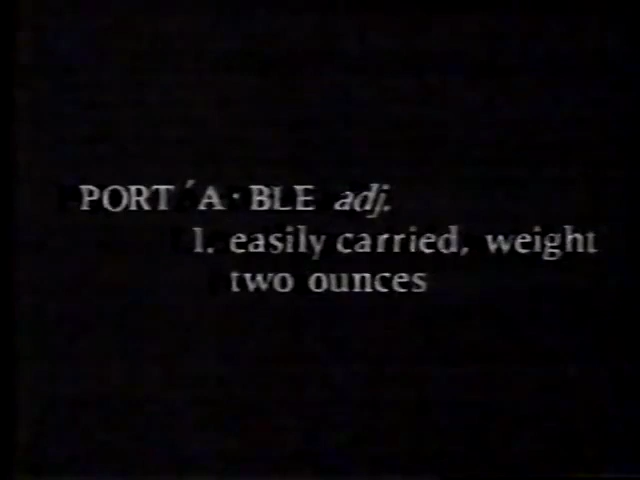 PORT ´A · BLE adj.
1. easily carried, weight
two ounces